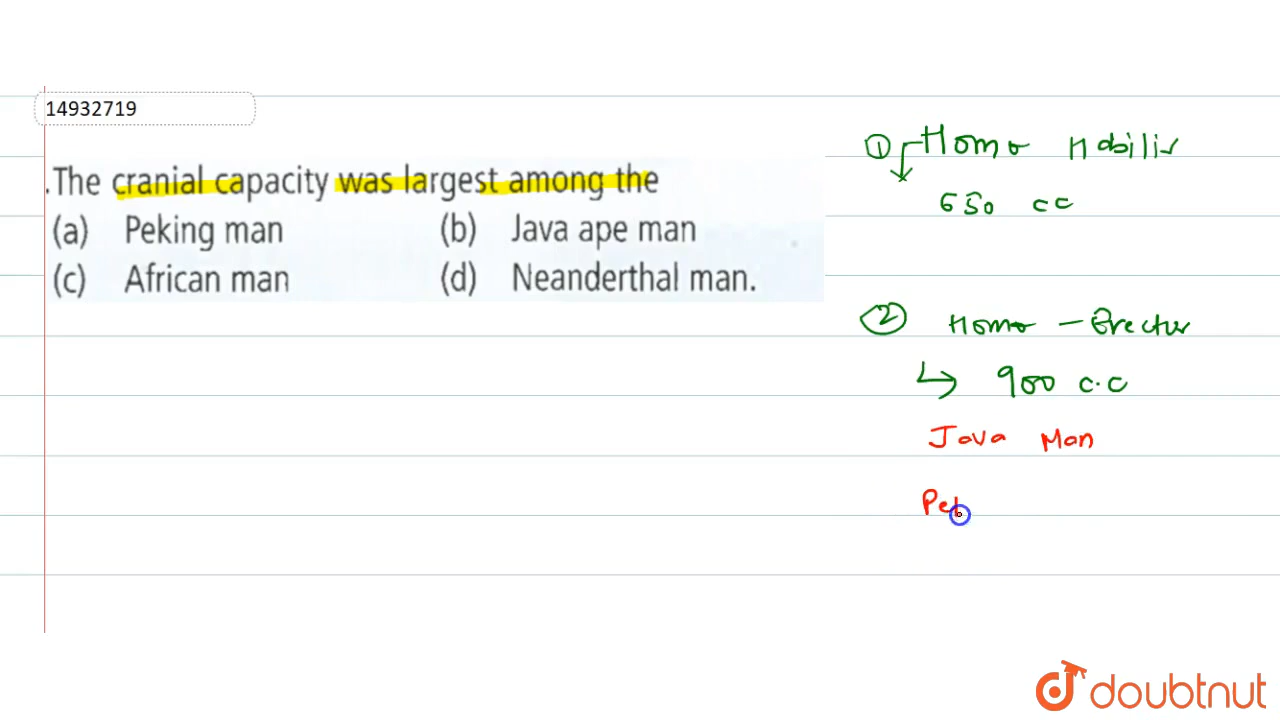 14932719
.The cranial capacity was largest among the
(a) Peking man (b) Java ape man
(c) African man (d) Neanderthal man.
① Homo Habilis
650 cc
② Homo - Erectus
900 c.c
Java Man
Pe
doubtnut